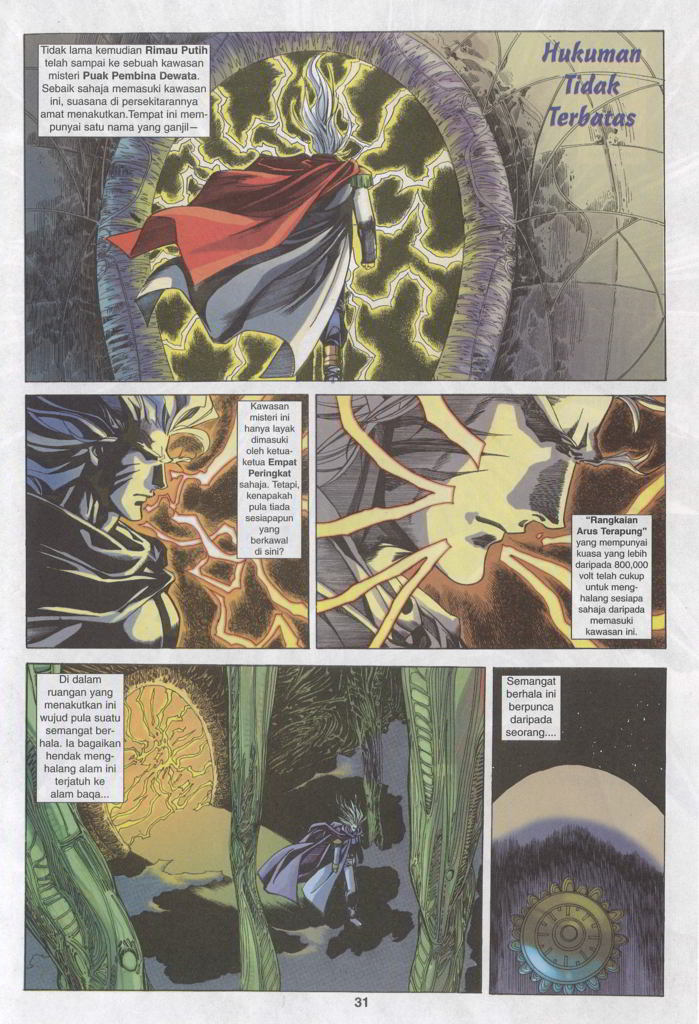 Tidak lama kemudian Rimau Putih
telah sampai ke sebuah kawasan
misteri Puak Pembina Dewata.
Sebaik sahaja memasuki kawasan
ini, suasana di persekitarannya
amat menakutkan.Tempat ini mem-
punyai satu nama yang ganjil—
Hukuman
Tidak
Terbatas
Kawasan
misteri ini
hanya layak
dimasuki
oleh ketua-
ketua Empat
Peringkat
sahaja. Tetapi,
kenapakah
pula tiada
sesiapapun
yang
berkawal
di sini?
"Rangkaian
Arus Terapung"
yang mempunyai
kuasa yang lebih
daripada 800,000
volt telah cukup
untuk meng-
halang sesiapa
sahaja daripada
memasuki
kawasan ini.
Di dalam
ruangan yang
menakutkan ini
wujud pula suatu
semangat ber-
hala. Ia bagaikan
hendak meng-
halang alam ini
terjatuh ke
alam baqa...
Semangat
berhala ini
berpunca
daripada
seorang....
31